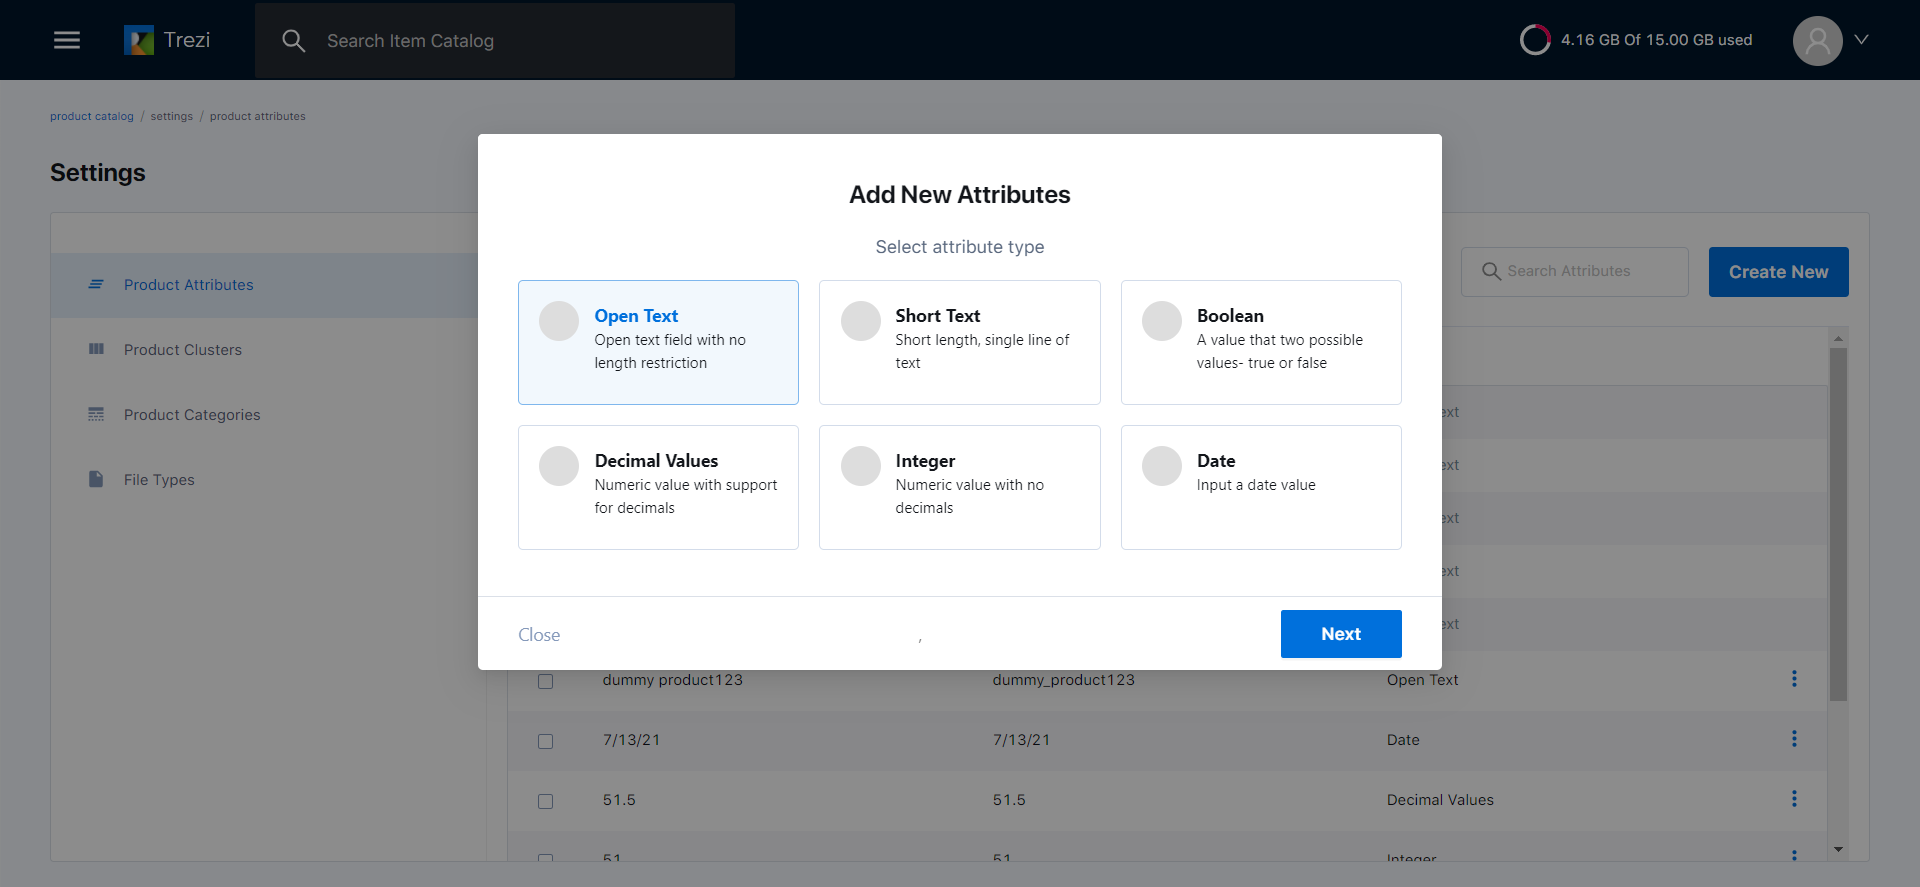 Trezi
Search Item Catalog
4.16 GB Of 15.00 GB used
product catalog / settings / product attributes
Settings
Product Attributes
Product Clusters
Product Categories
File Types
Search Attributes
Create New
Add New Attributes
Select attribute type
Open Text
Open text field with no
length restriction
Short Text
Short length, single line of
text
Boolean
A value that two possible
values- true or false
Decimal Values
Numeric value with support
for decimals
Integer
Numeric value with no
decimals
Date
Input a date value
Close
,
Next
ext
ext
ext
ext
ext
dummy product123 dummy_product123 Open Text
7/13/21 7/13/21 Date
51.5 51.5 Decimal Values
51 51 Integer